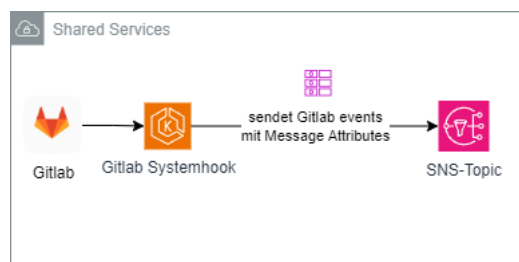 Shared Services
sendet Gitlab events
mit Message Attributes
Gitlab
Gitlab Systemhook
SNS-Topic